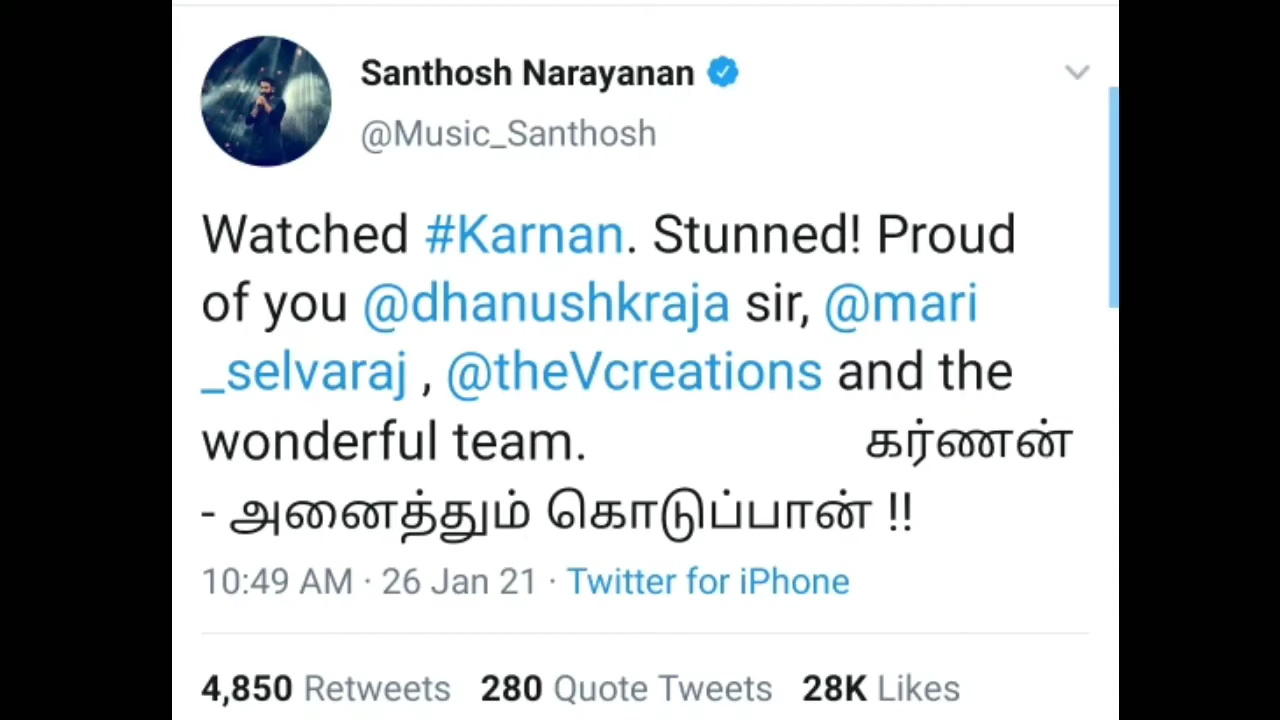 Santhosh Narayanan
@Music_Santhosh
Watched #Karnan. Stunned! Proud
of you @dhanushkraja sir, @mari
_selvaraj , @theVcreations and the
wonderful team. கர்ணன்
- அனைத்தும் கொடுப்பான் !!
10:49 AM · 26 Jan 21 · Twitter for iPhone
4,850 Retweets 280 Quote Tweets 28K Likes